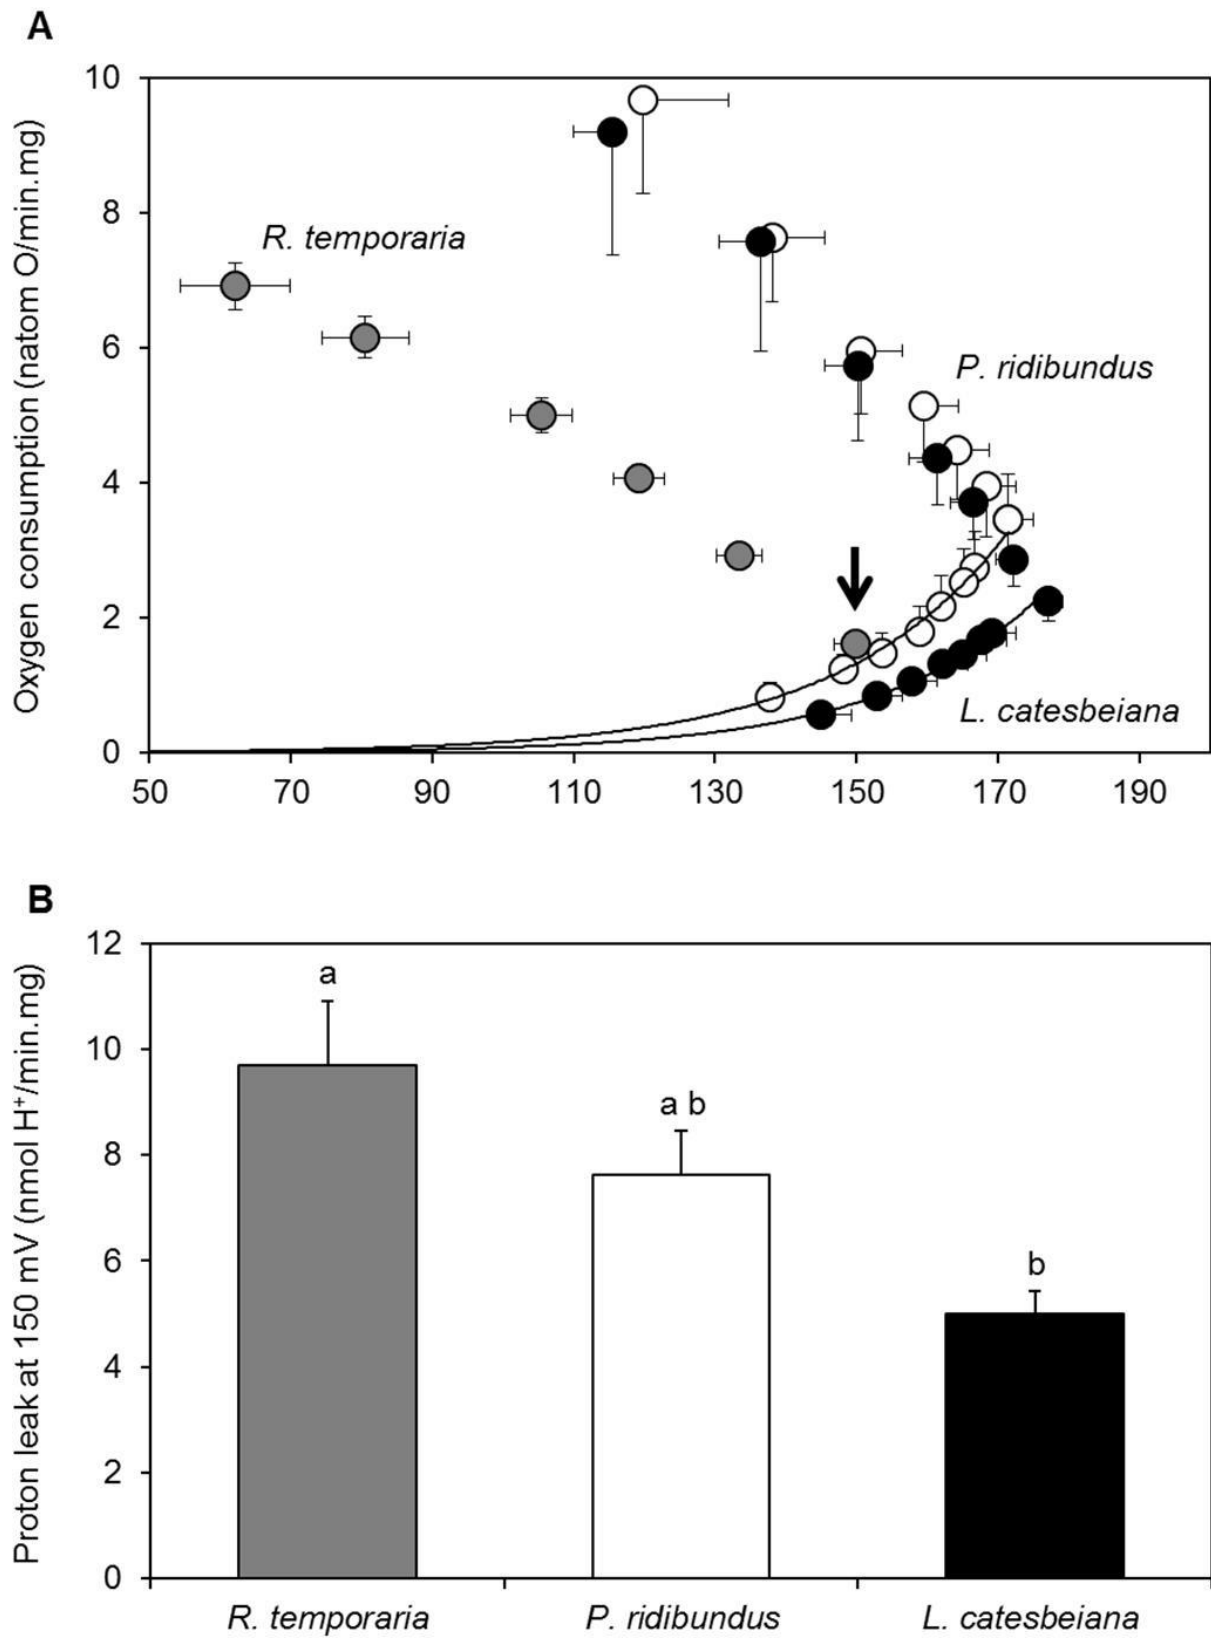 A
Oxygen consumption (natom O/min.mg)
10
8
6
4
2
0
R. temporaria
P. ridibundus
L. catesbeiana
50 70 90 110 130 150 170 190
B
Proton leak at 150 mV (nmol H⁺/min.mg)
12
10
8
6
4
2
0
a
a b
b
R. temporaria P. ridibundus L. catesbeiana